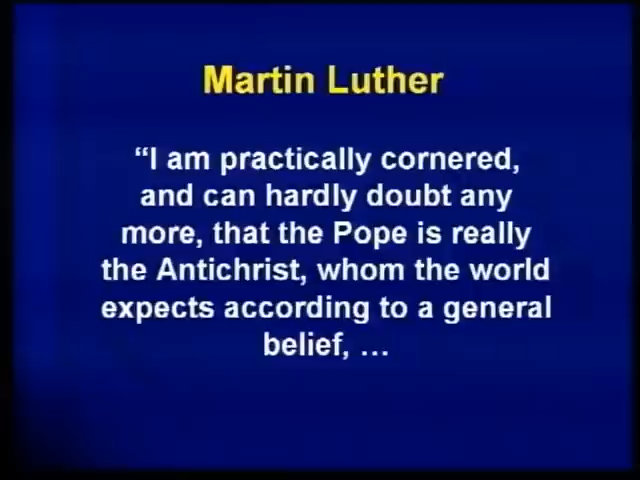 Martin Luther
“I am practically cornered,
and can hardly doubt any
more, that the Pope is really
the Antichrist, whom the world
expects according to a general
belief, …